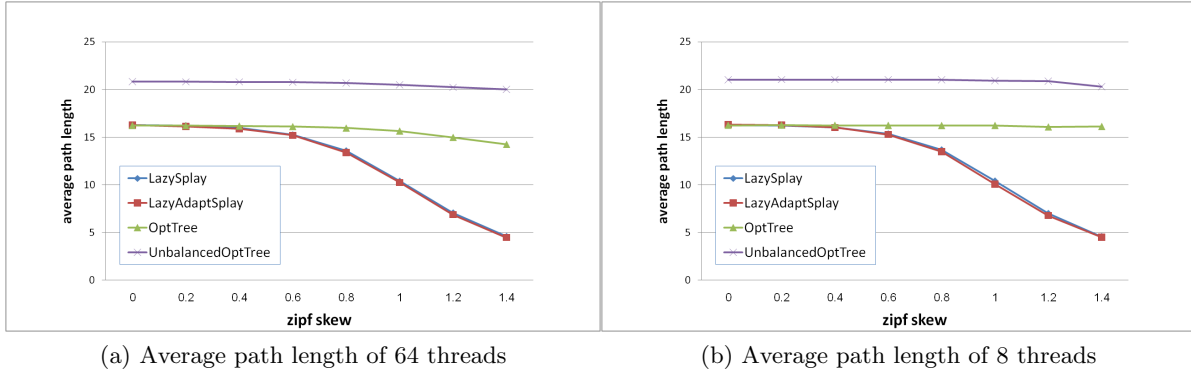 25
20
15
10
5
0
average path length
LazySplay
LazyAdaptSplay
OptTree
UnbalancedOptTree
0 0.2 0.4 0.6 0.8 1 1.2 1.4
zipf skew
(a) Average path length of 64 threads
25
20
15
10
5
0
average path length
LazySplay
LazyAdaptSplay
OptTree
UnbalancedOptTree
0 0.2 0.4 0.6 0.8 1 1.2 1.4
zipf skew
(b) Average path length of 8 threads